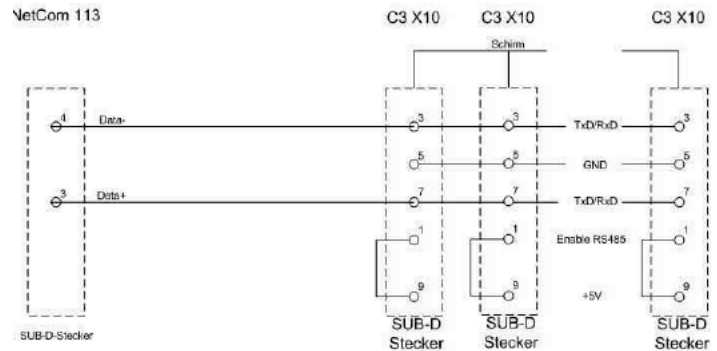 NetCom 113 C3 X10 C3 X10 C3 X10
Schirm
4 Data- 3 3 TxD/RxD 3
5 5 GND 5
3 Data+ 7 7 TxD/RxD 7
1 1 Enable RS485 1
9 9 +5V 9
SUB-D-Stecker SUB-D SUB-D SUB-D
Stecker Stecker Stecker